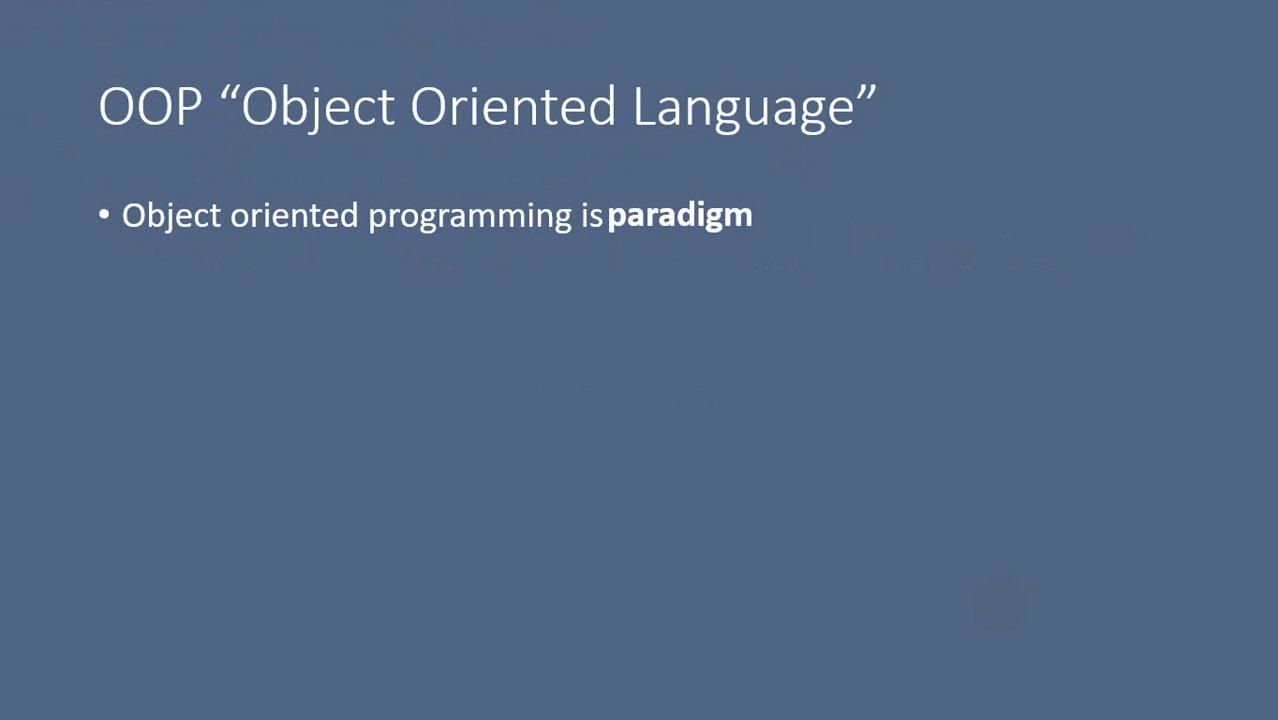 OOP “Object Oriented Language”
• Object oriented programming is paradigm